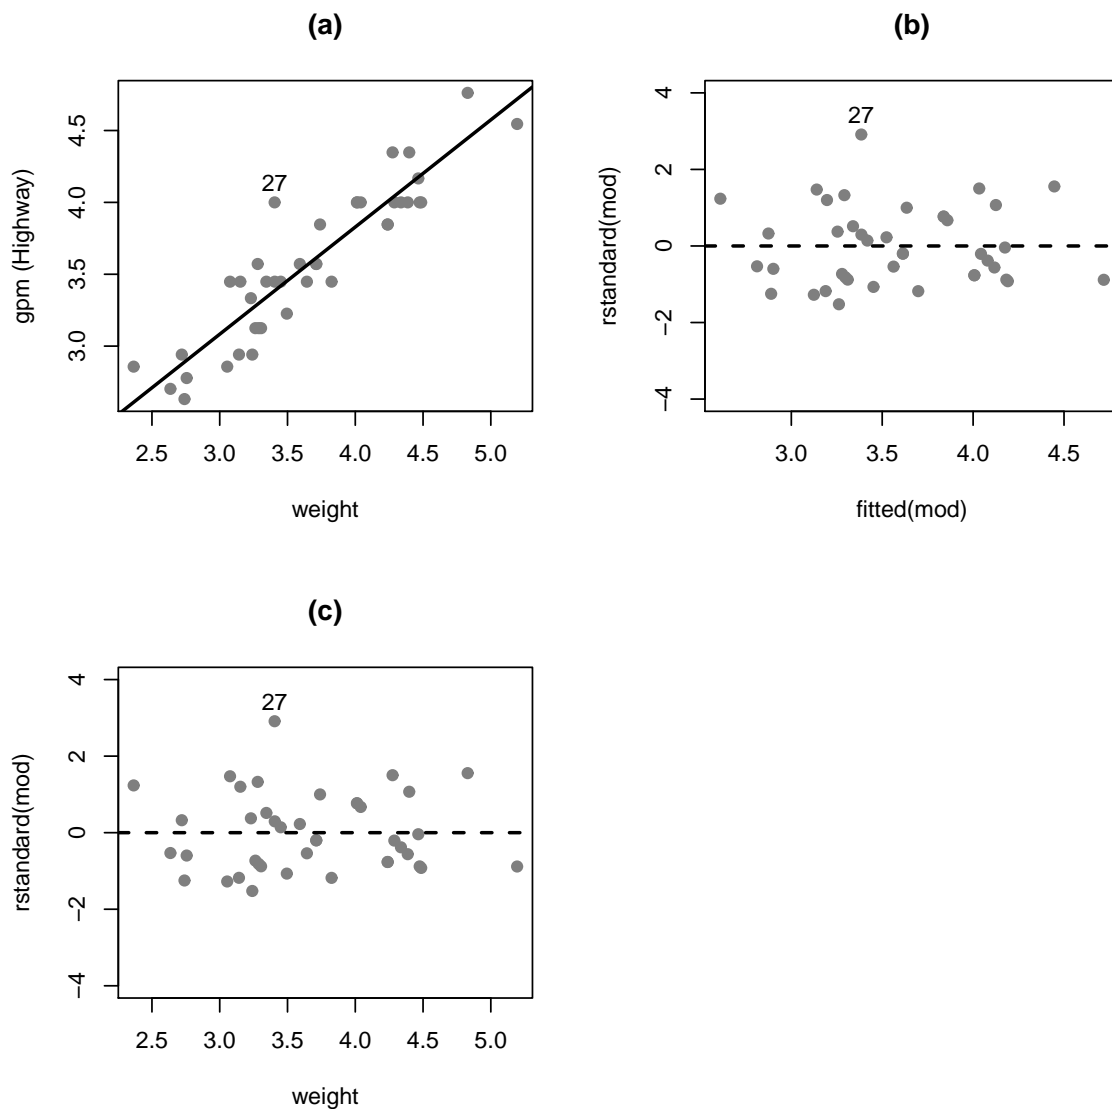 (a)
27
gpm (Highway)
4.5
4.0
3.5
3.0
2.5 3.0 3.5 4.0 4.5 5.0
weight
(b)
27
rstandard(mod)
4
2
0
−2
−4
3.0 3.5 4.0 4.5
fitted(mod)
(c)
27
rstandard(mod)
4
2
0
−2
−4
2.5 3.0 3.5 4.0 4.5 5.0
weight